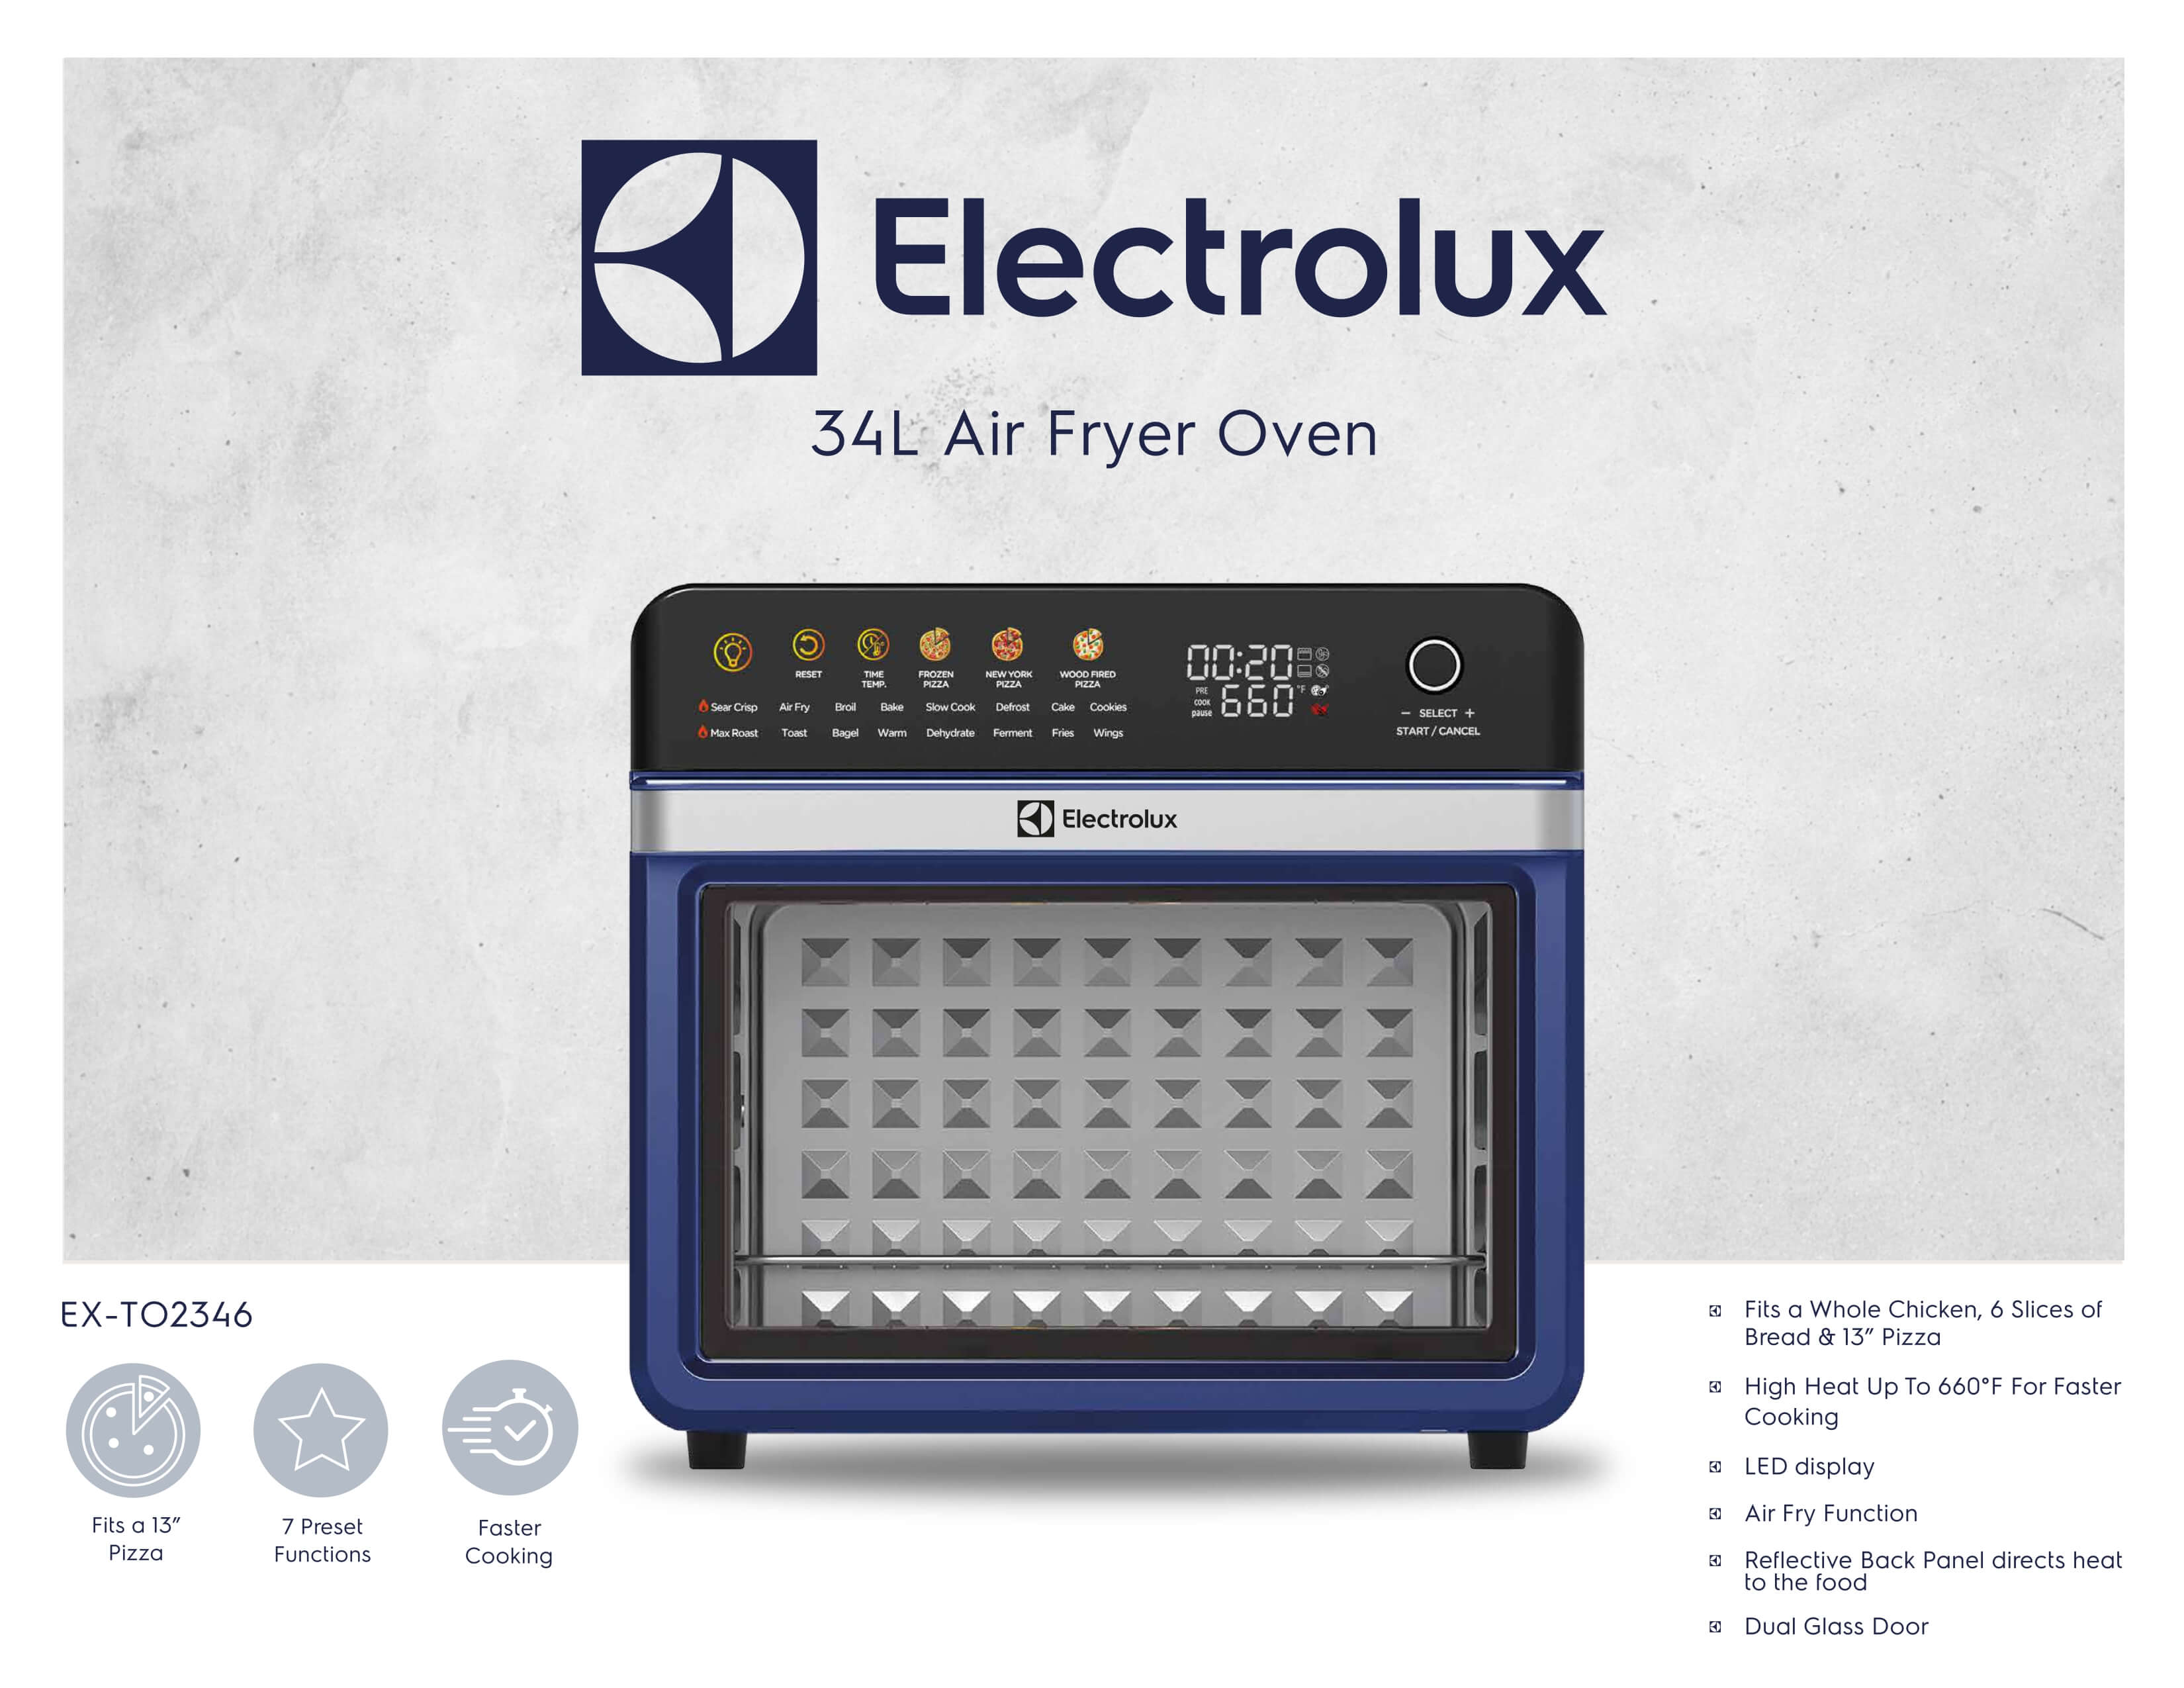 Electrolux
34L Air Fryer Oven
RESET
TIME
TEMP.
FROZEN
PIZZA
NEW YORK
PIZZA
WOOD FIRED
PIZZA
Sear Crisp Air Fry Broil Bake Slow Cook Defrost Cake Cookies
Max Roast Toast Bagel Warm Dehydrate Ferment Fries Wings
00:20
PRE
COOK
pause
660°F
− SELECT +
START / CANCEL
Electrolux
EX-TO2346
Fits a 13″
Pizza
7 Preset
Functions
Faster
Cooking
Fits a Whole Chicken, 6 Slices of
Bread & 13″ Pizza
High Heat Up To 660°F For Faster
Cooking
LED display
Air Fry Function
Reflective Back Panel directs heat
to the food
Dual Glass Door